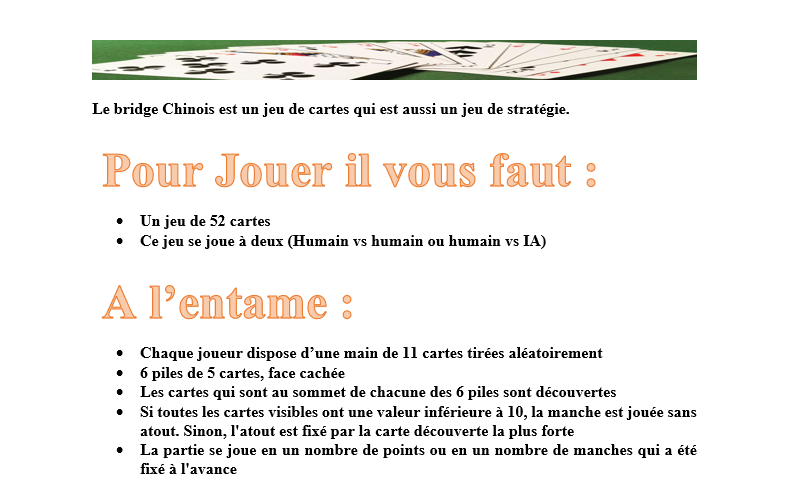 Le bridge Chinois est un jeu de cartes qui est aussi un jeu de stratégie.
Pour Jouer il vous faut :
• Un jeu de 52 cartes
• Ce jeu se joue à deux (Humain vs humain ou humain vs IA)
A l’entame :
• Chaque joueur dispose d’une main de 11 cartes tirées aléatoirement
• 6 piles de 5 cartes, face cachée
• Les cartes qui sont au sommet de chacune des 6 piles sont découvertes
• Si toutes les cartes visibles ont une valeur inférieure à 10, la manche est jouée sans
atout. Sinon, l'atout est fixé par la carte découverte la plus forte
• La partie se joue en un nombre de points ou en un nombre de manches qui a été
fixé à l'avance